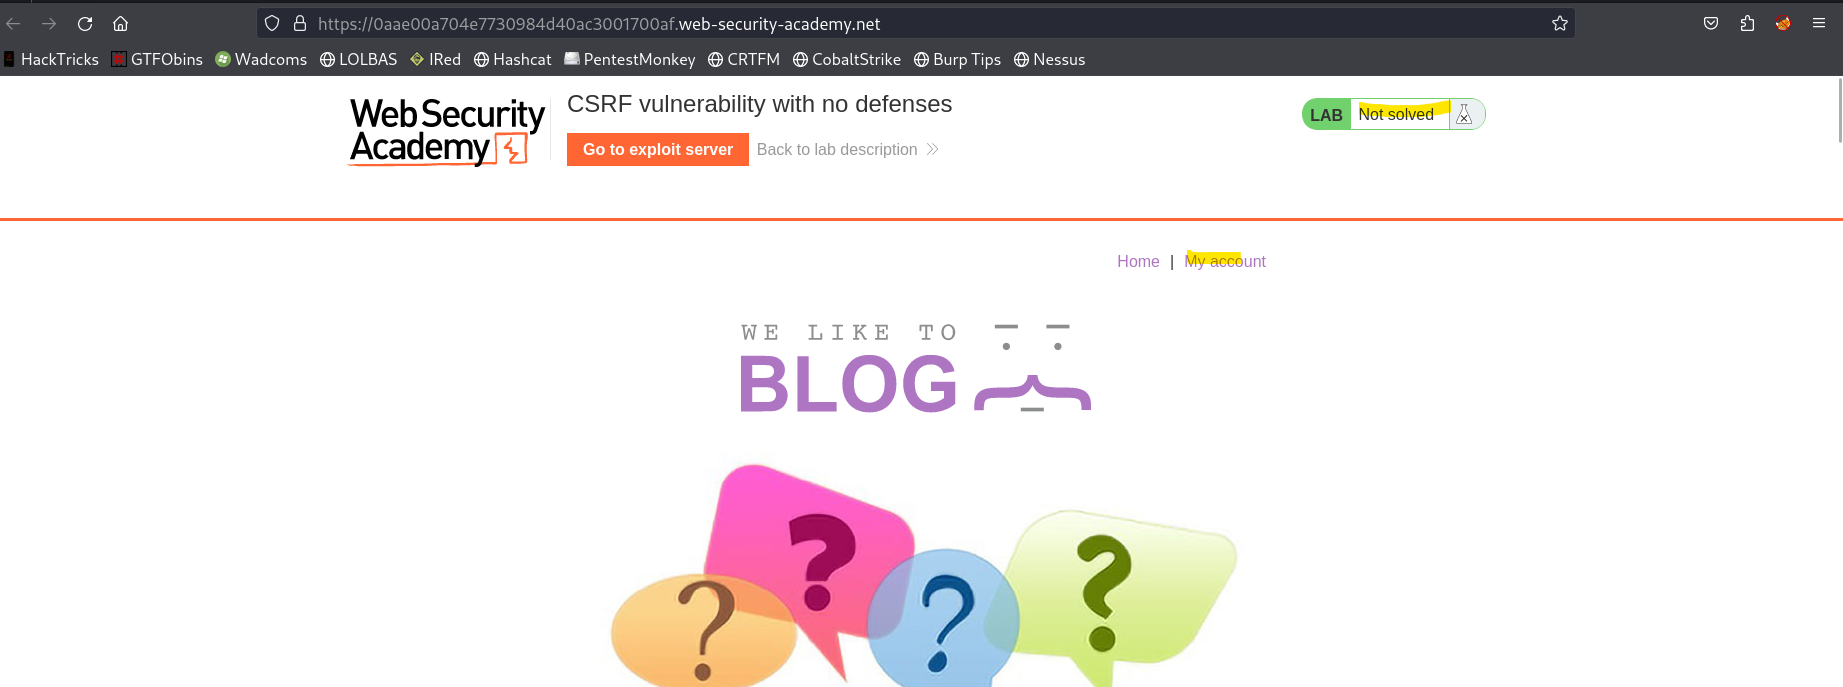 https://0aae00a704e7730984d40ac3001700af.web-security-academy.net
HackTricks GTFObins Wadcoms LOLBAS IRed Hashcat PentestMonkey CRTFM CobaltStrike Burp Tips Nessus
Web Security
Academy
CSRF vulnerability with no defenses
Go to exploit server Back to lab description
LAB Not solved
Home | My account
WE LIKE TO
BLOG
? ? ? ?